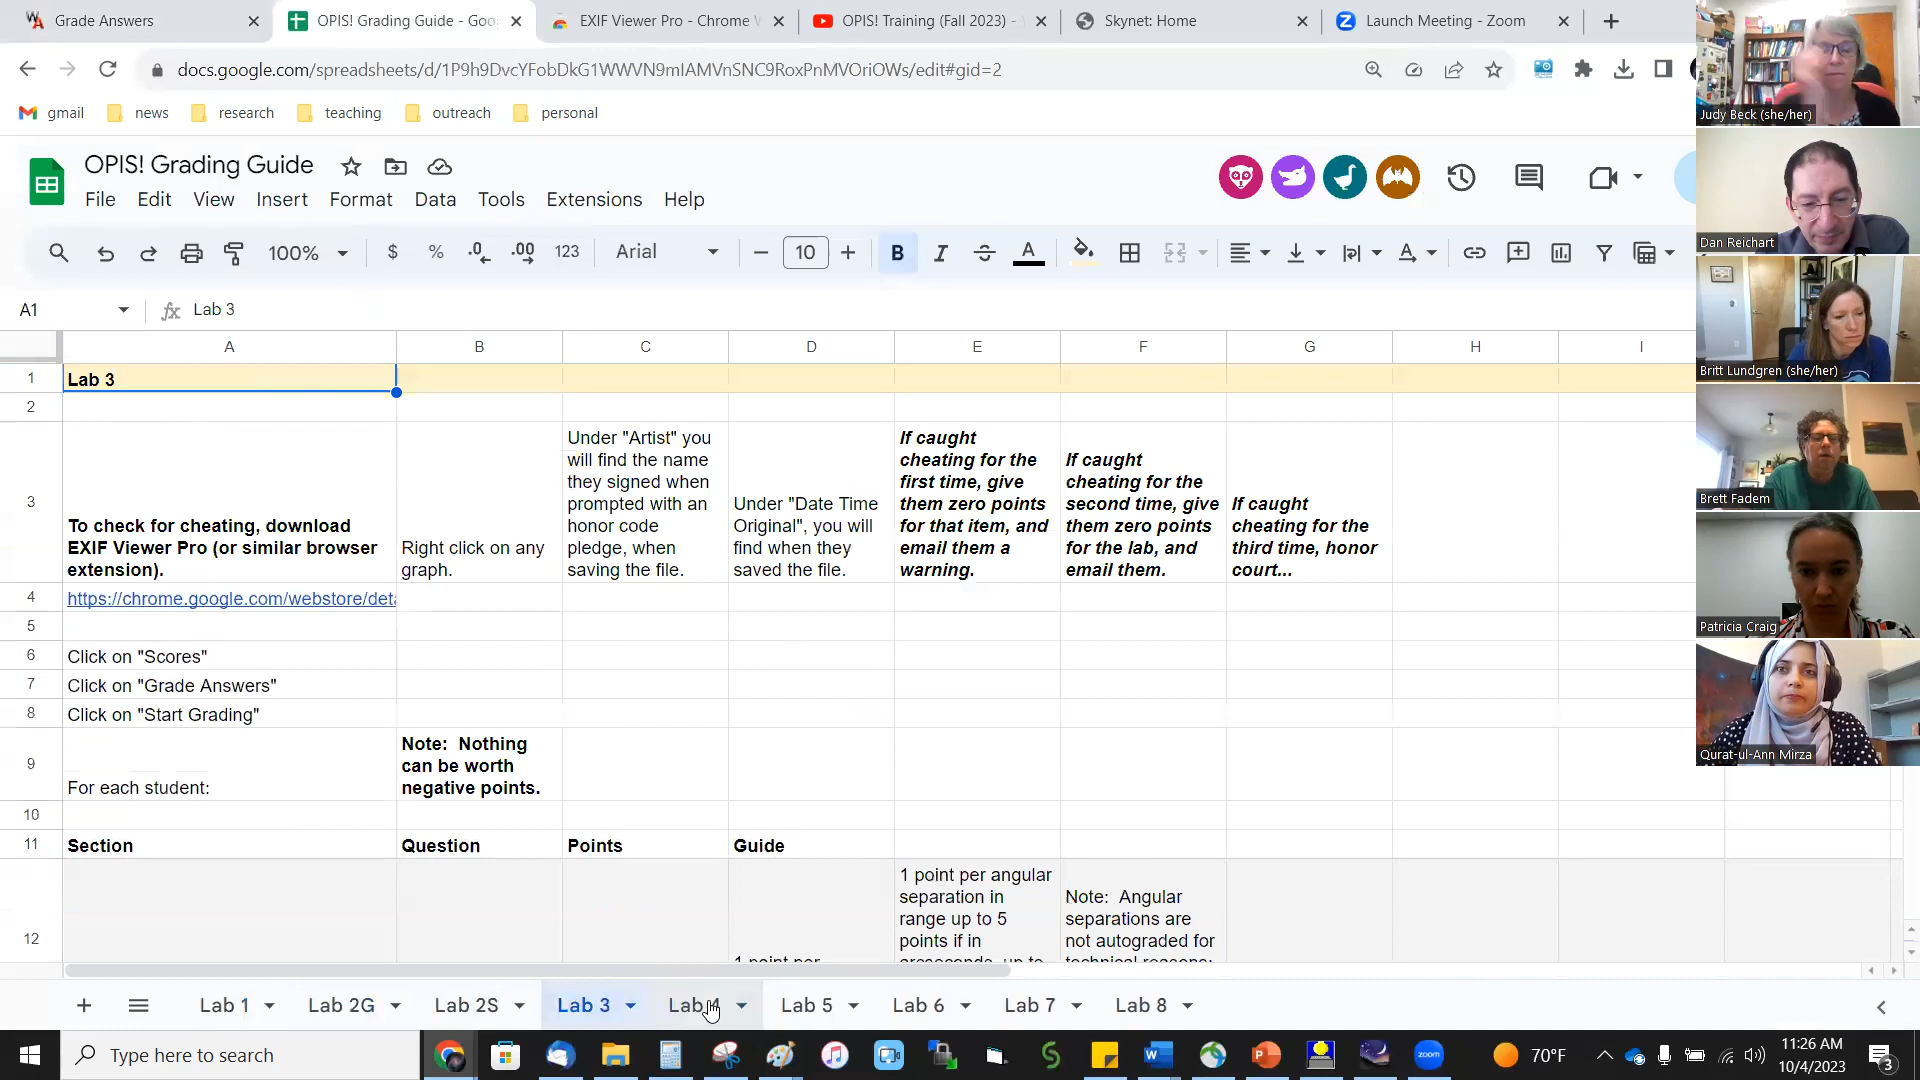 Grade Answers
OPIS! Grading Guide - Goo
EXIF Viewer Pro - Chrome W
OPIS! Training (Fall 2023) -
Skynet: Home
Launch Meeting - Zoom
docs.google.com/spreadsheets/d/1P9h9DvcYFobDkG1WWVN9mIAMVnSNC9RoxPnMVOriOWs/edit#gid=2
gmail
news
research
teaching
outreach
personal
OPIS! Grading Guide
File Edit View Insert Format Data Tools Extensions Help
100% $ % .0 .00 123 Arial 10 B I A
A1
fx Lab 3
A B C D E F G H I
1 Lab 3
2
3
To check for cheating, download
EXIF Viewer Pro (or similar browser
extension).
Right click on any
graph.
Under "Artist" you
will find the name
they signed when
prompted with an
honor code
pledge, when
saving the file.
Under "Date Time
Original", you will
find when they
saved the file.
If caught
cheating for the
first time, give
them zero points
for that item, and
email them a
warning.
If caught
cheating for the
second time, give
them zero points
for the lab, and
email them.
If caught
cheating for the
third time, honor
court...
4 https://chrome.google.com/webstore/deta
5
6 Click on "Scores"
7 Click on "Grade Answers"
8 Click on "Start Grading"
9
For each student:
Note: Nothing
can be worth
negative points.
10
11 Section Question Points Guide
12
1 point per
1 point per angular
separation in
range up to 5
points if in
arcseconds, up to
Note: Angular
separations are
not autograded for
technical reasons;
Lab 1 Lab 2G Lab 2S Lab 3 Lab 4 Lab 5 Lab 6 Lab 7 Lab 8
Type here to search
zoom
70°F
11:26 AM
10/4/2023
3
Judy Beck (she/her)
Dan Reichart
Britt Lundgren (she/her)
Brett Fadem
Patricia Craig
Qurat-ul-Ann Mirza